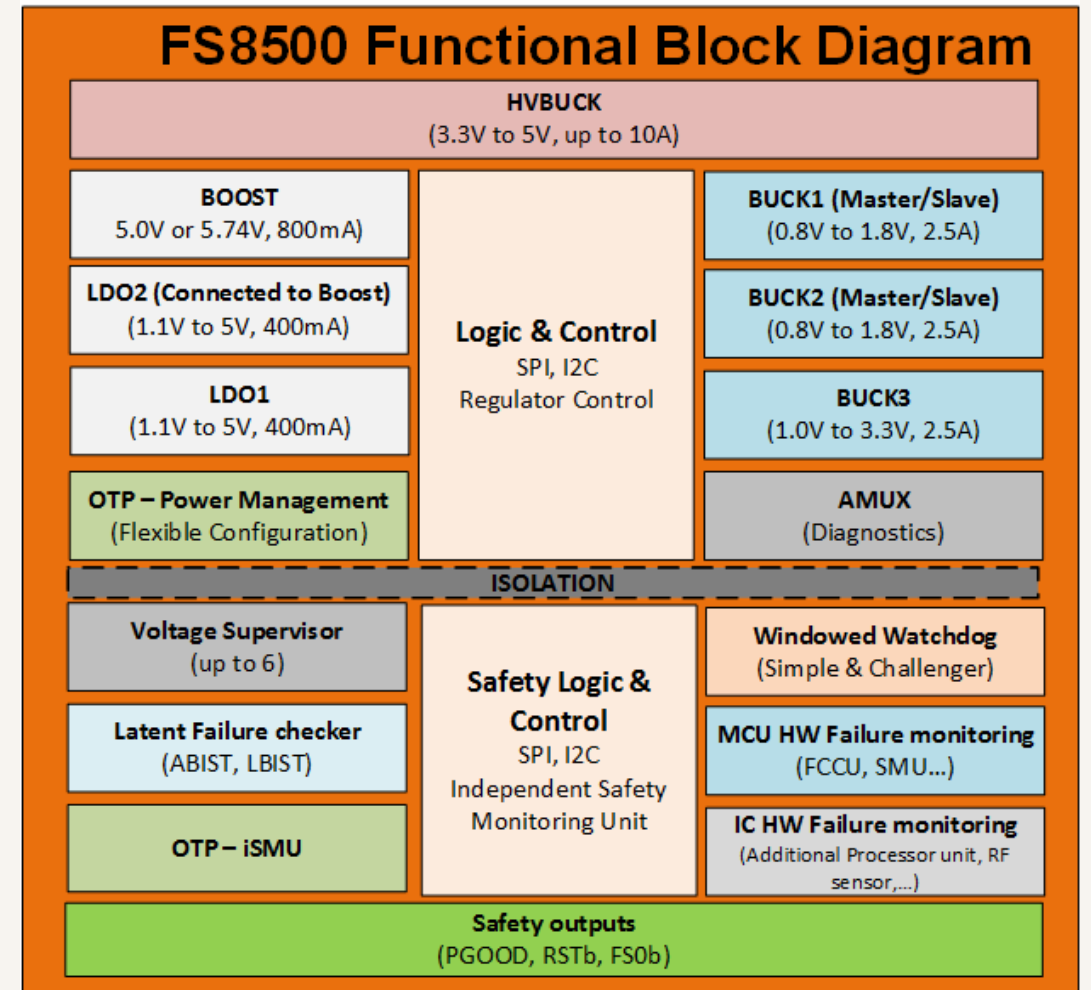 FS8500 Functional Block Diagram
HVBUCK
(3.3V to 5V, up to 10A)
BOOST
5.0V or 5.74V, 800mA)
LDO2 (Connected to Boost)
(1.1V to 5V, 400mA)
LDO1
(1.1V to 5V, 400mA)
OTP – Power Management
(Flexible Configuration)
Logic & Control
SPI, I2C
Regulator Control
BUCK1 (Master/Slave)
(0.8V to 1.8V, 2.5A)
BUCK2 (Master/Slave)
(0.8V to 1.8V, 2.5A)
BUCK3
(1.0V to 3.3V, 2.5A)
AMUX
(Diagnostics)
ISOLATION
Voltage Supervisor
(up to 6)
Latent Failure checker
(ABIST, LBIST)
OTP – iSMU
Safety Logic &
Control
SPI, I2C
Independent Safety
Monitoring Unit
Windowed Watchdog
(Simple & Challenger)
MCU HW Failure monitoring
(FCCU, SMU...)
IC HW Failure monitoring
(Additional Processor unit, RF
sensor,...)
Safety outputs
(PGOOD, RSTb, FS0b)